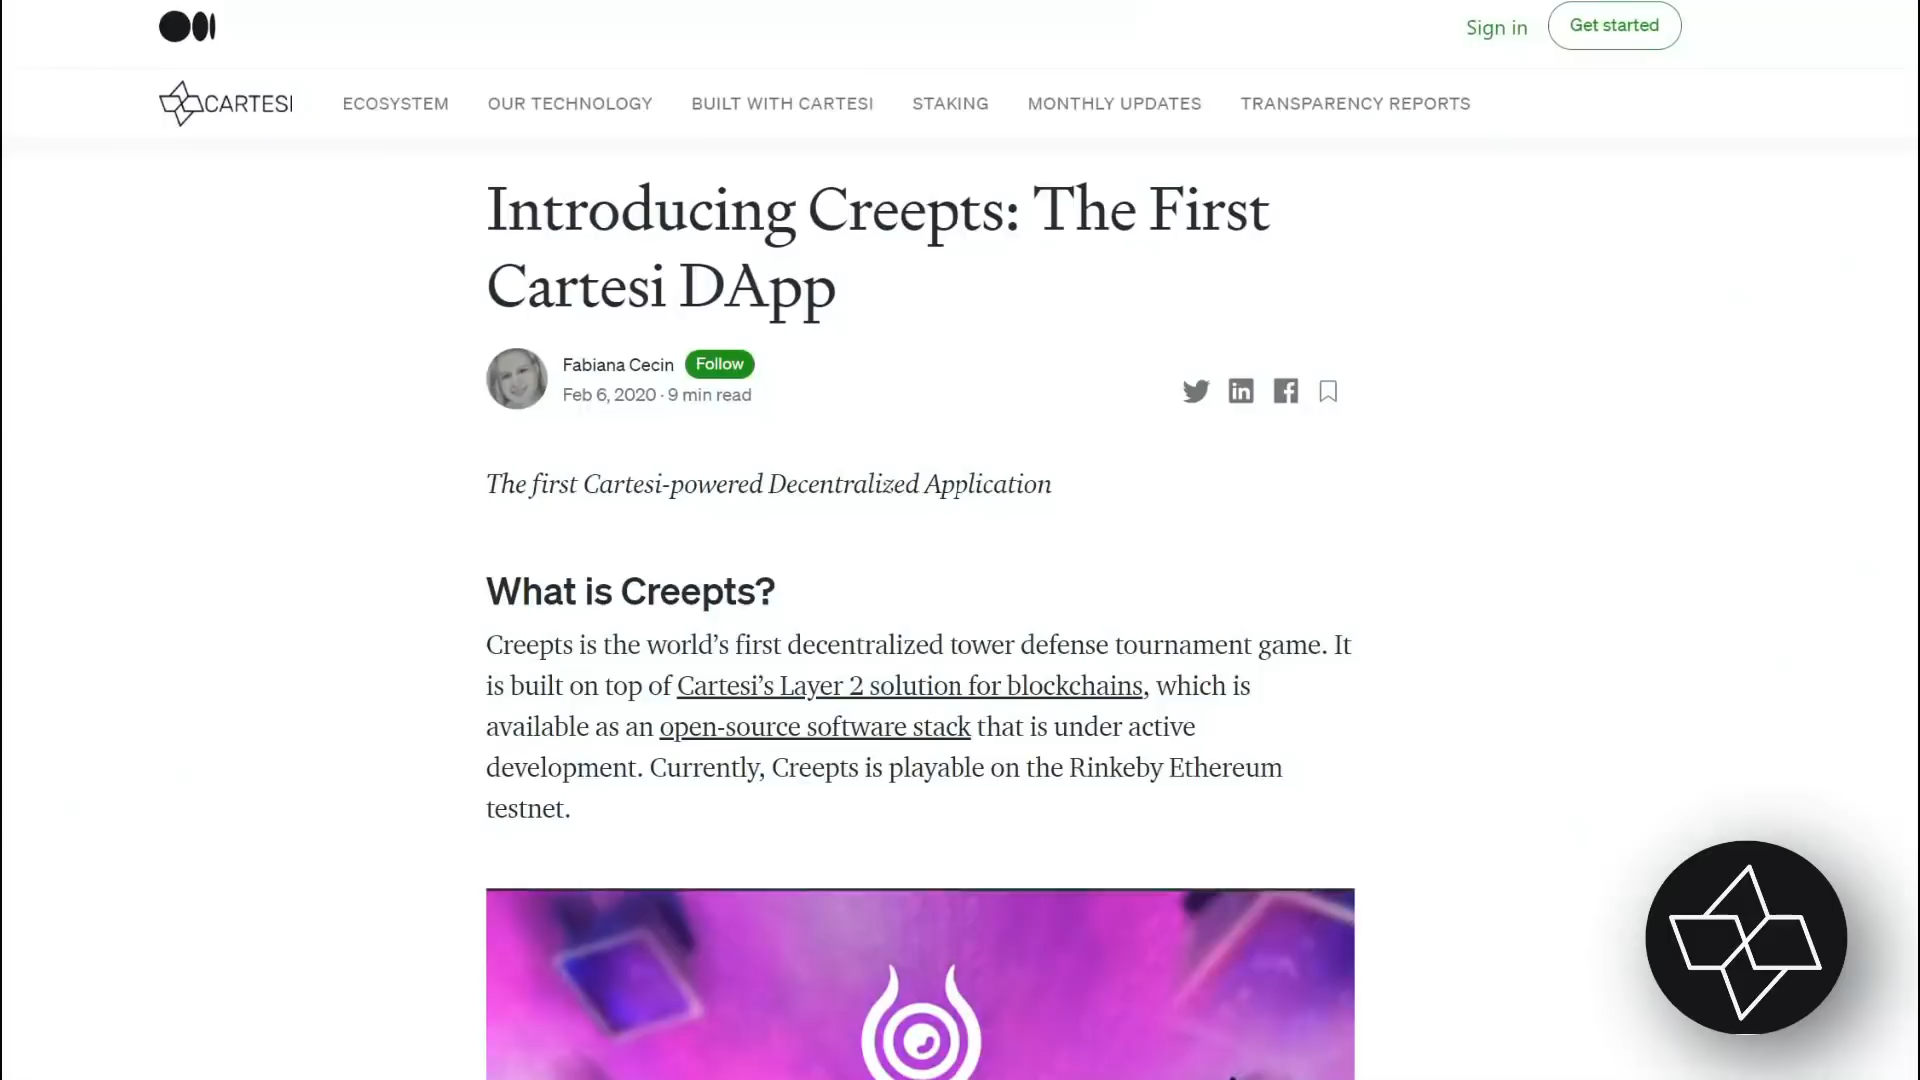 Sign in
Get started
CARTESI
ECOSYSTEM
OUR TECHNOLOGY
BUILT WITH CARTESI
STAKING
MONTHLY UPDATES
TRANSPARENCY REPORTS
Introducing Creepts: The First
Cartesi DApp
Fabiana Cecin
Follow
Feb 6, 2020 · 9 min read
The first Cartesi-powered Decentralized Application
What is Creepts?
Creepts is the world’s first decentralized tower defense tournament game. It
is built on top of Cartesi’s Layer 2 solution for blockchains, which is
available as an open-source software stack that is under active
development. Currently, Creepts is playable on the Rinkeby Ethereum
testnet.